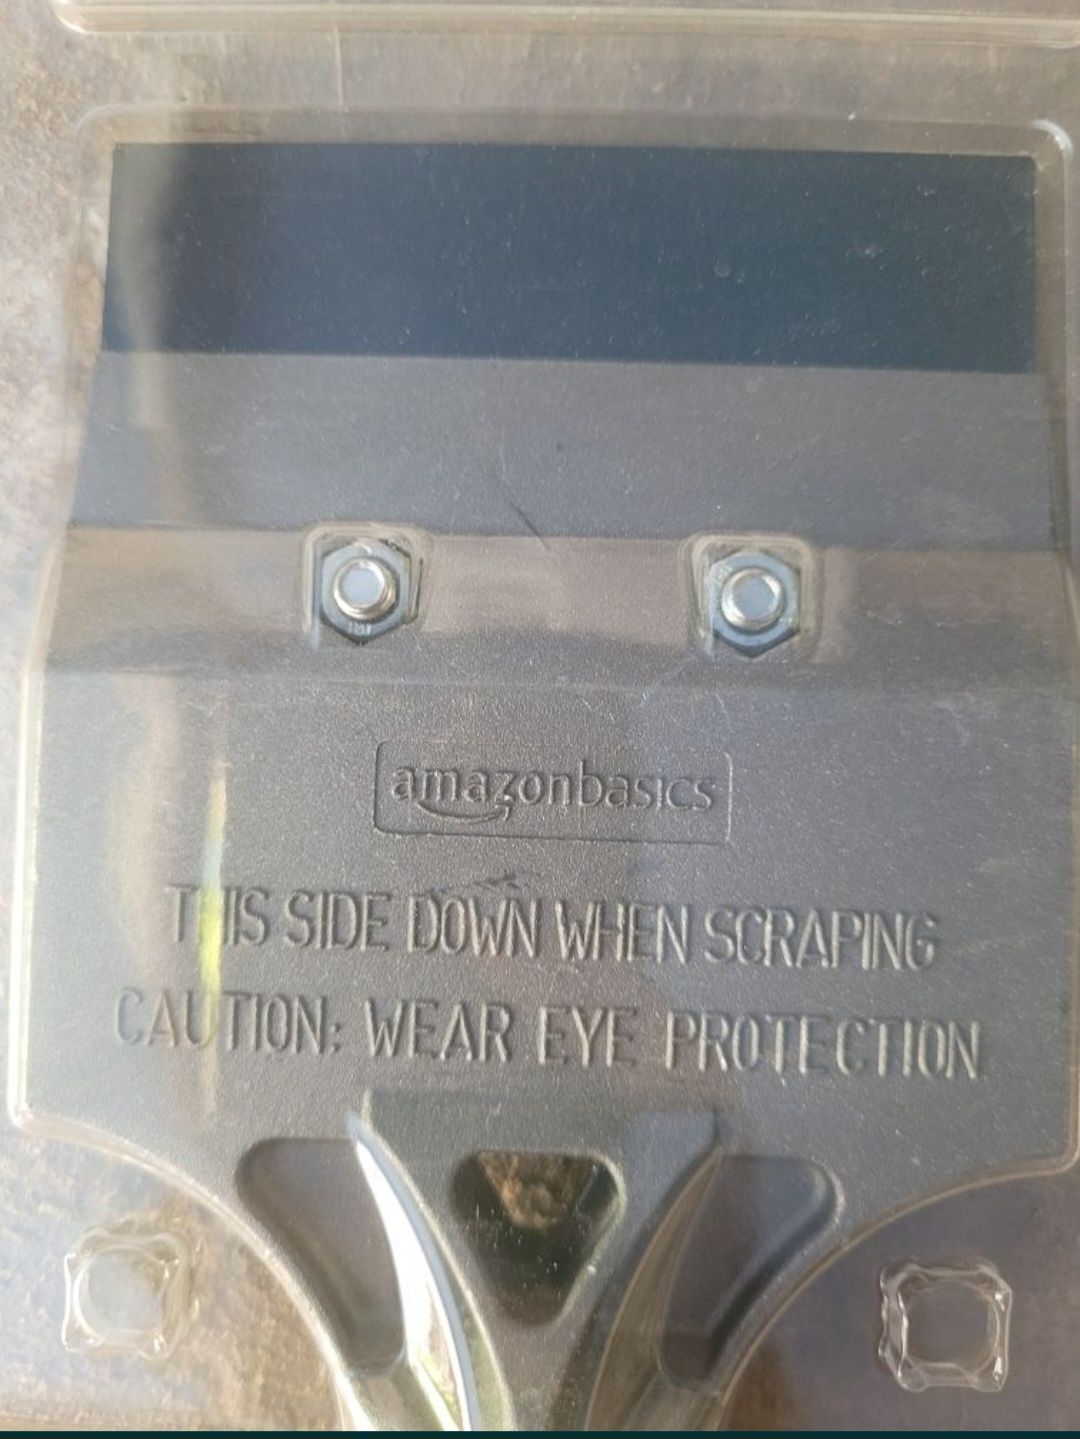 amazonbasics
THIS SIDE DOWN WHEN SCRAPING
CAUTION: WEAR EYE PROTECTION